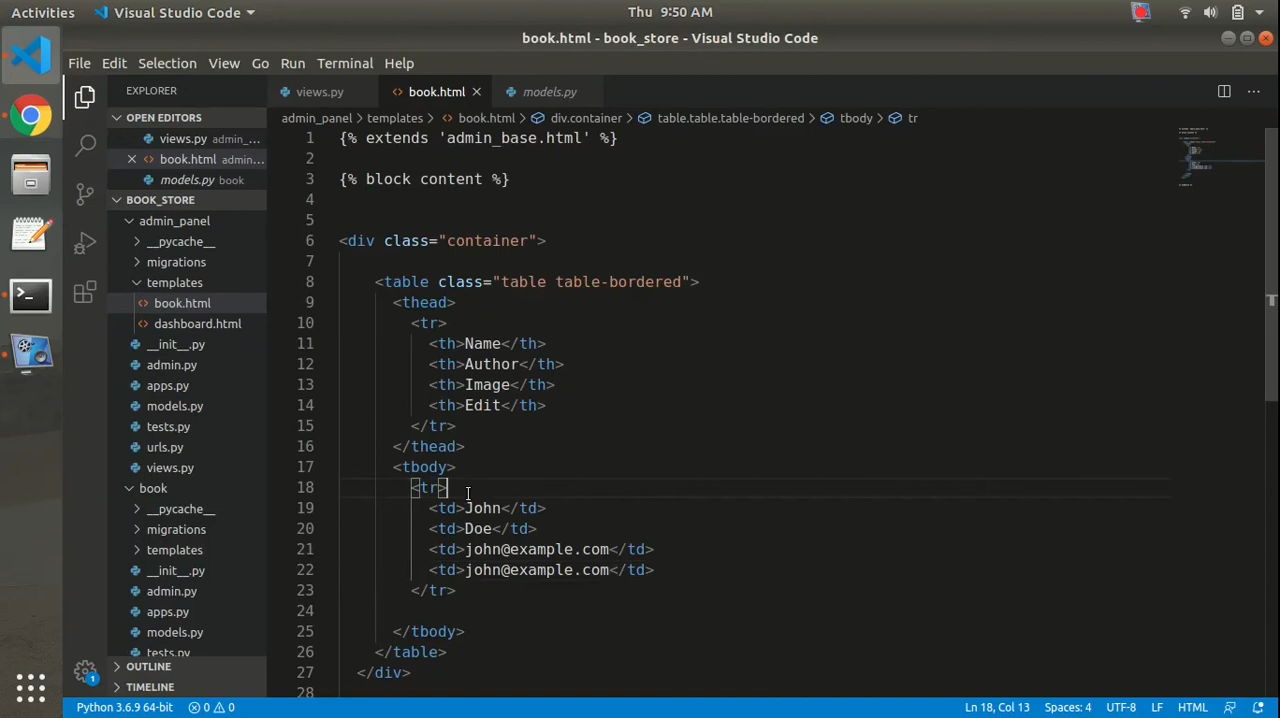 Activities
Visual Studio Code
Thu 9:50 AM
book.html - book_store - Visual Studio Code
File Edit Selection View Go Run Terminal Help
EXPLORER
OPEN EDITORS
views.py admin_...
book.html admin...
models.py book
BOOK_STORE
admin_panel
__pycache__
migrations
templates
book.html
dashboard.html
__init__.py
admin.py
apps.py
models.py
tests.py
urls.py
views.py
book
__pycache__
migrations
templates
__init__.py
admin.py
apps.py
models.py
tests.py
OUTLINE
TIMELINE
views.py book.html models.py
admin_panel > templates > book.html > div.container > table.table.table-bordered > tbody > tr
1 {% extends 'admin_base.html' %}
2
3 {% block content %}
4
5
6 <div class="container">
7
8 <table class="table table-bordered">
9 <thead>
10 <tr>
11 <th>Name</th>
12 <th>Author</th>
13 <th>Image</th>
14 <th>Edit</th>
15 </tr>
16 </thead>
17 <tbody>
18 <tr>
19 <td>John</td>
20 <td>Doe</td>
21 <td>john@example.com</td>
22 <td>john@example.com</td>
23 </tr>
24
25 </tbody>
26 </table>
27 </div>
28
1
Python 3.6.9 64-bit 0 0 Ln 18, Col 13 Spaces: 4 UTF-8 LF HTML